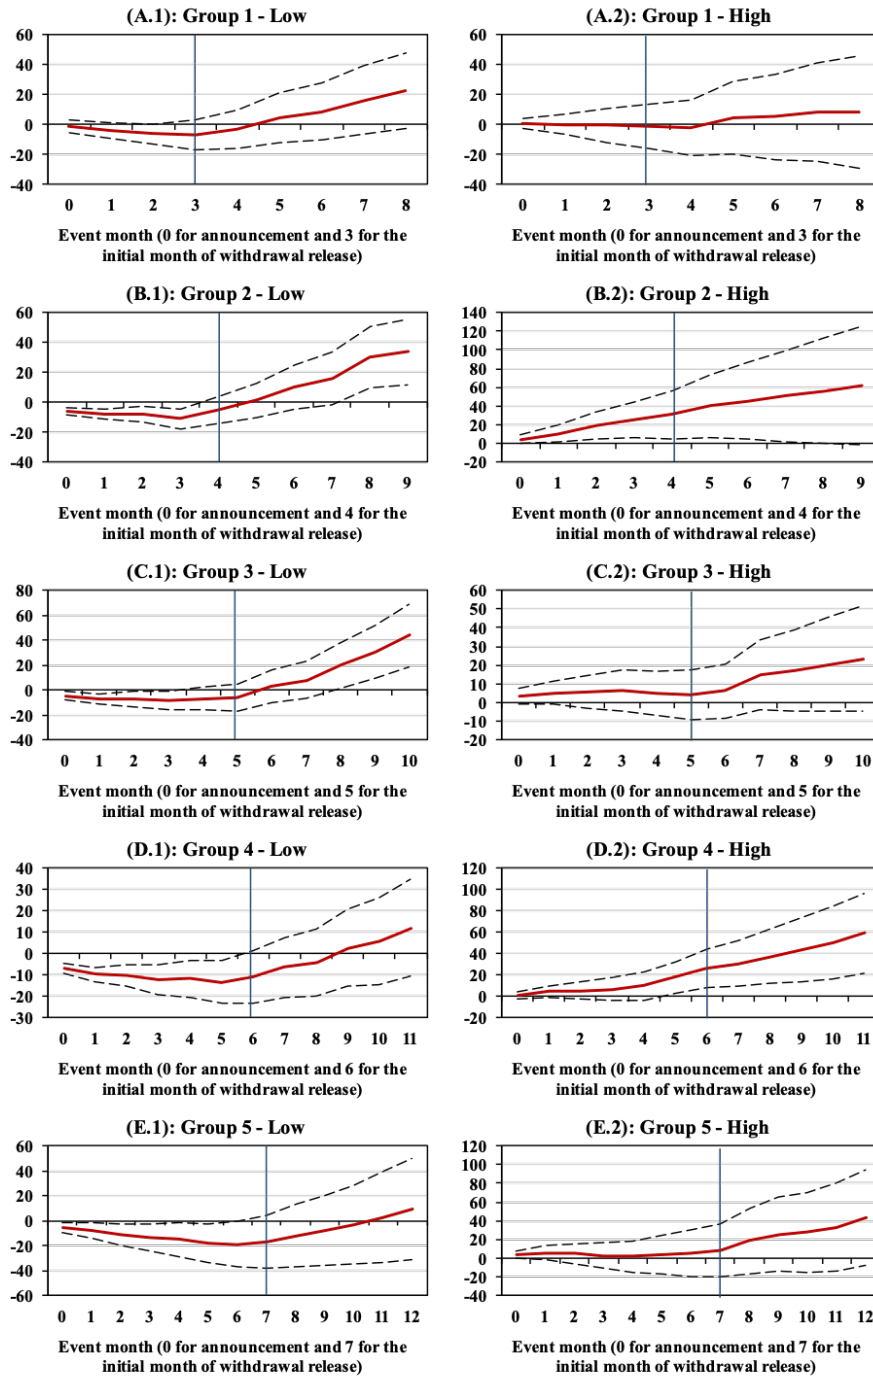 (A.1): Group 1 - Low
60
40
20
0
-20
-40
0 1 2 3 4 5 6 7 8
Event month (0 for announcement and 3 for the
initial month of withdrawal release)
(A.2): Group 1 - High
60
40
20
0
-20
-40
0 1 2 3 4 5 6 7 8
Event month (0 for announcement and 3 for the
initial month of withdrawal release)
(B.1): Group 2 - Low
60
40
20
0
-20
-40
0 1 2 3 4 5 6 7 8 9
Event month (0 for announcement and 4 for the
initial month of withdrawal release)
(B.2): Group 2 - High
140
120
100
80
60
40
20
0
-20
0 1 2 3 4 5 6 7 8 9
Event month (0 for announcement and 4 for the
initial month of withdrawal release)
(C.1): Group 3 - Low
80
60
40
20
0
-20
-40
0 1 2 3 4 5 6 7 8 9 10
Event month (0 for announcement and 5 for the
initial month of withdrawal release)
(C.2): Group 3 - High
60
50
40
30
20
10
0
-10
-20
0 1 2 3 4 5 6 7 8 9 10
Event month (0 for announcement and 5 for the
initial month of withdrawal release)
(D.1): Group 4 - Low
40
30
20
10
0
-10
-20
-30
0 1 2 3 4 5 6 7 8 9 10 11
Event month (0 for announcement and 6 for the
initial month of withdrawal release)
(D.2): Group 4 - High
120
100
80
60
40
20
0
-20
0 1 2 3 4 5 6 7 8 9 10 11
Event month (0 for announcement and 6 for the
initial month of withdrawal release)
(E.1): Group 5 - Low
60
40
20
0
-20
-40
-60
0 1 2 3 4 5 6 7 8 9 10 11 12
Event month (0 for announcement and 7 for the
initial month of withdrawal release)
(E.2): Group 5 - High
120
100
80
60
40
20
0
-20
-40
0 1 2 3 4 5 6 7 8 9 10 11 12
Event month (0 for announcement and 7 for the
initial month of withdrawal release)